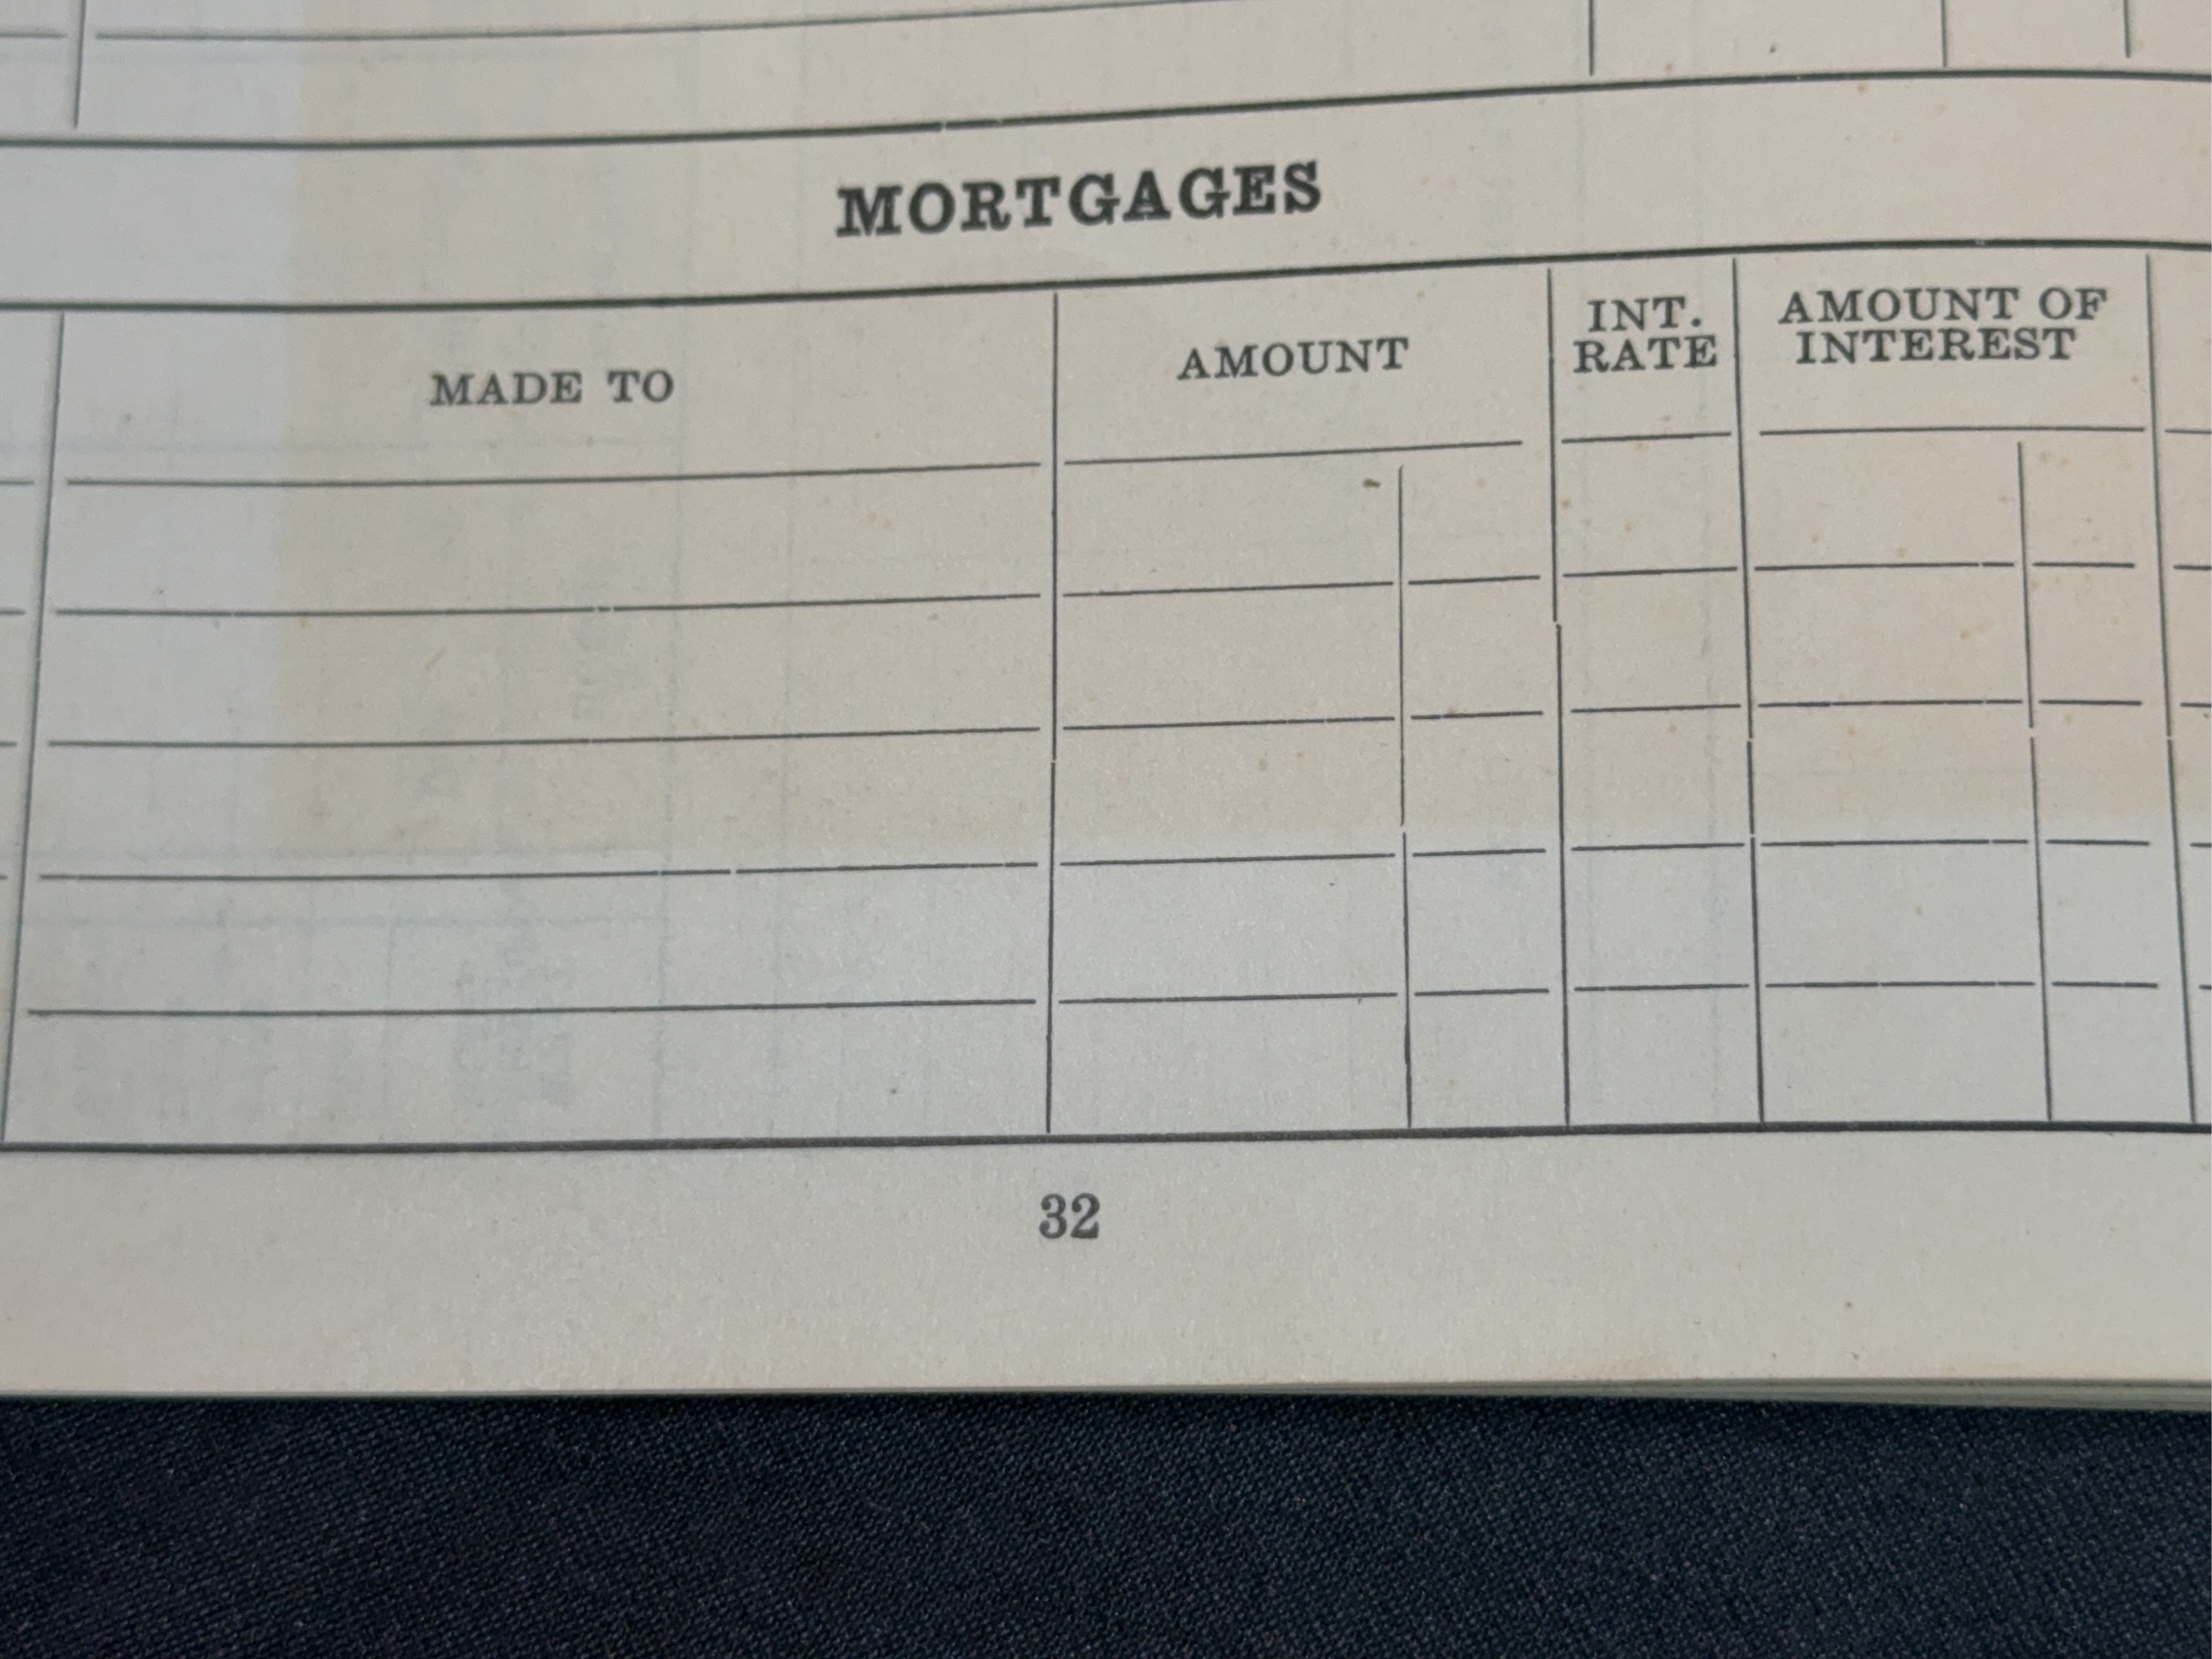 MORTGAGES
MADE TO
AMOUNT
INT.
RATE
AMOUNT OF
INTEREST
32